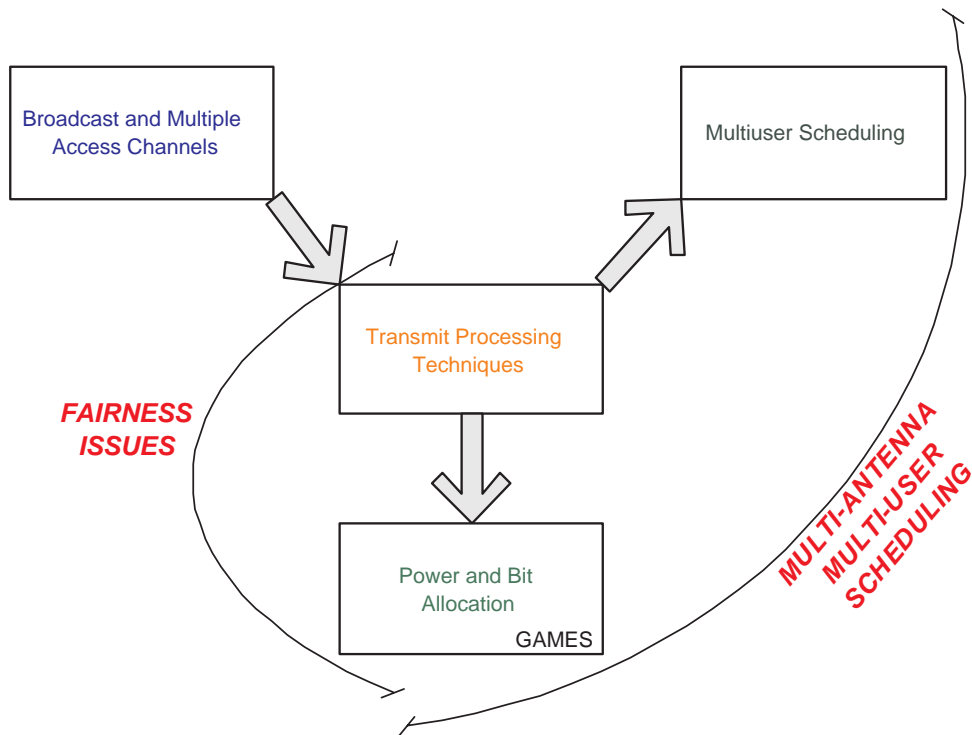 Broadcast and Multiple
Access Channels
Multiuser Scheduling
Transmit Processing
Techniques
FAIRNESS
ISSUES
MULTI-ANTENNA
MULTI-USER
SCHEDULING
Power and Bit
Allocation
GAMES